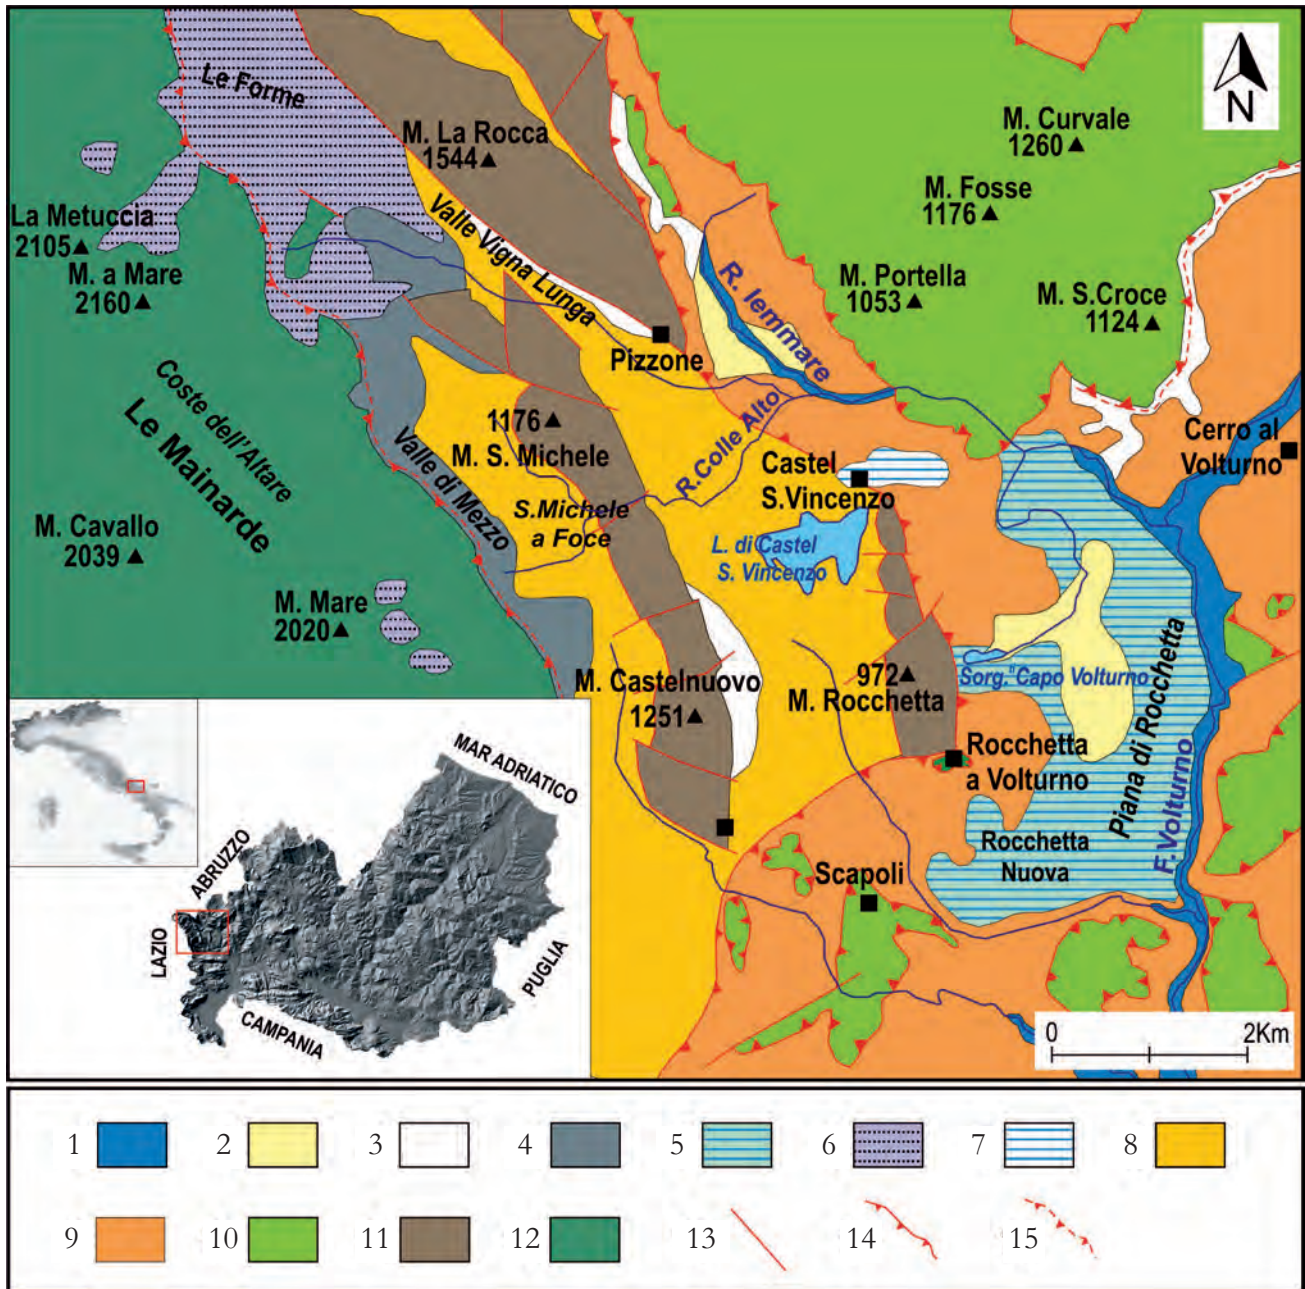 Le Forme
M. La Rocca
1544
M. Curvale
1260
N
La Metuccia
2105
M. a Mare
2160
Valle Vigna Lunga
M. Fosse
1176
R. Iemmare
M. Portella
1053
M. S.Croce
1124
Pizzone
Coste dell'Altare
Le Mainarde
1176
M. S. Michele
Valle di Mezzo
R.Colle Alto
Castel
S.Vincenzo
Cerro al
Volturno
S.Michele
a Foce
M. Cavallo
2039
L. di Castel
S. Vincenzo
M. Mare
2020
M. Castelnuovo
1251
972
M. Rocchetta
Sorg. "Capo Volturno
Piana di Rocchetta
F.Volturno
Rocchetta
a Volturno
Rocchetta
Nuova
Scapoli
MAR ADRIATICO
ABRUZZO
LAZIO
PUGLIA
CAMPANIA
0 2Km
1 2 3 4 5 6 7 8
9 10 11 12 13 14 15